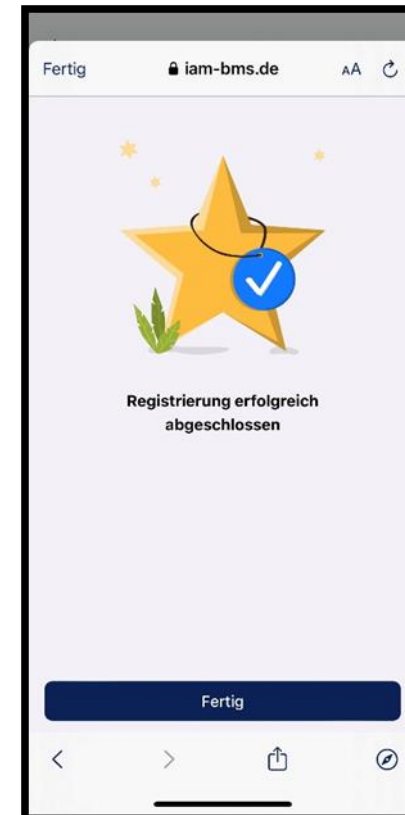 Fertig iam-bms.de AA
Registrierung erfolgreich
abgeschlossen
Fertig